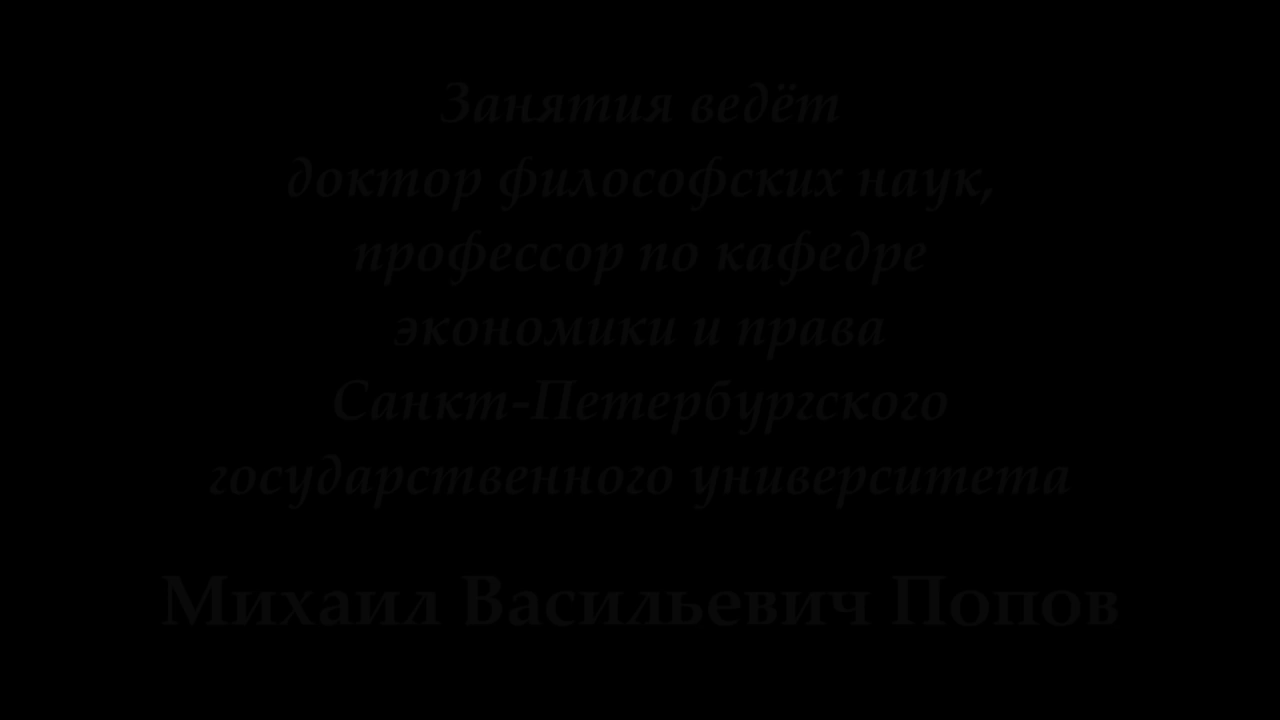 Занятия ведёт
доктор философских наук,
профессор по кафедре
экономики и права
Санкт-Петербургского
государственного университета
Михаил Васильевич Попов